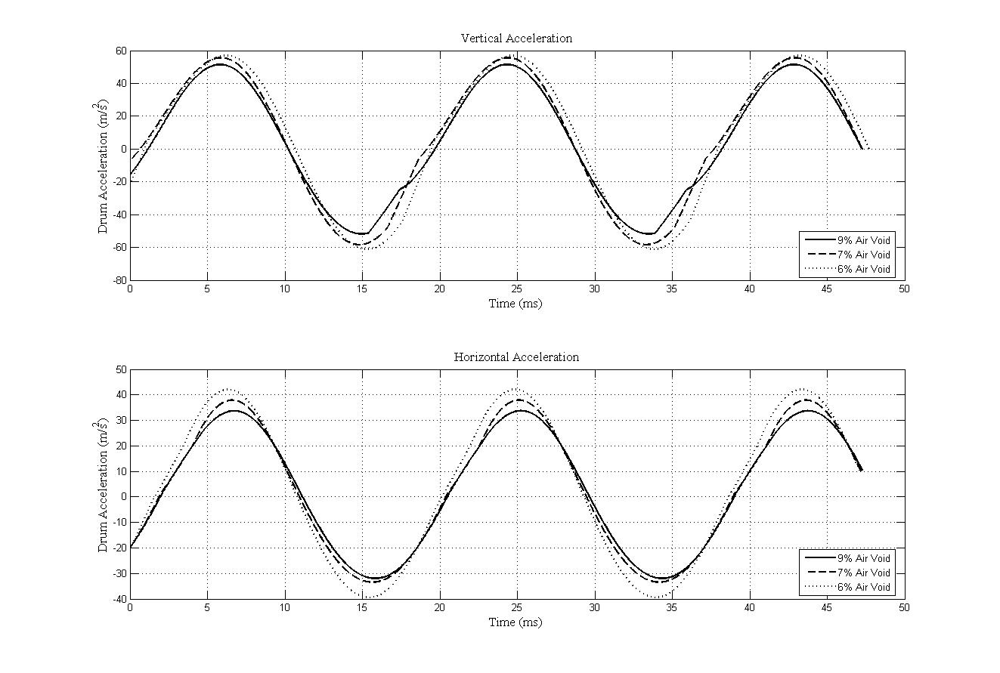 Vertical Acceleration
60
40
20
0
-20
-40
-60
-80
Drum Acceleration (m/s²)
0 5 10 15 20 25 30 35 40 45 50
Time (ms)
9% Air Void
7% Air Void
6% Air Void
Horizontal Acceleration
50
40
30
20
10
0
-10
-20
-30
-40
Drum Acceleration (m/s²)
0 5 10 15 20 25 30 35 40 45 50
Time (ms)
9% Air Void
7% Air Void
6% Air Void